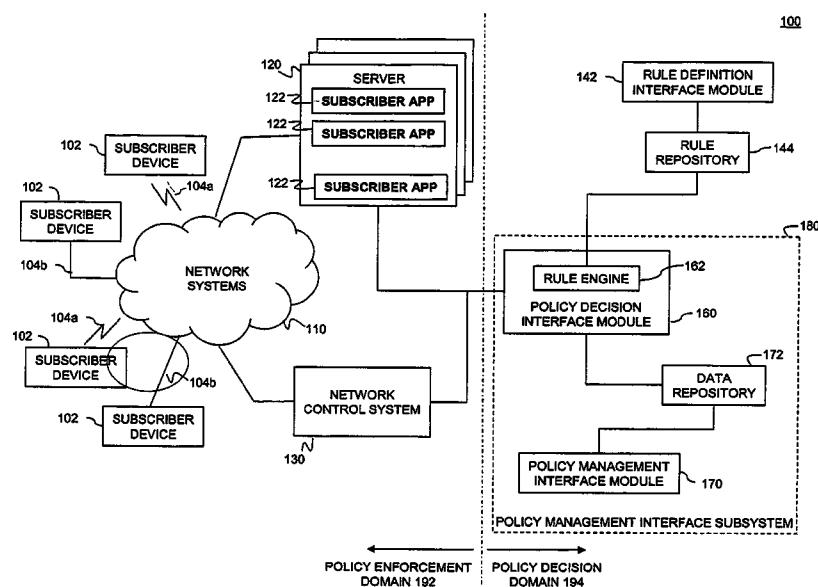 100
120
SERVER
122
SUBSCRIBER APP
122
SUBSCRIBER APP
122
SUBSCRIBER APP
142
RULE DEFINITION
INTERFACE MODULE
RULE
REPOSITORY
144
102
SUBSCRIBER
DEVICE
104a
102
SUBSCRIBER
DEVICE
104b
NETWORK
SYSTEMS
110
104a
102
SUBSCRIBER
DEVICE
104b
102
SUBSCRIBER
DEVICE
NETWORK
CONTROL SYSTEM
130
180
RULE ENGINE
162
POLICY DECISION
INTERFACE MODULE
160
172
DATA
REPOSITORY
POLICY MANAGEMENT
INTERFACE MODULE
170
POLICY MANAGEMENT INTERFACE SUBSYSTEM
POLICY ENFORCEMENT
DOMAIN 192
POLICY DECISION
DOMAIN 194